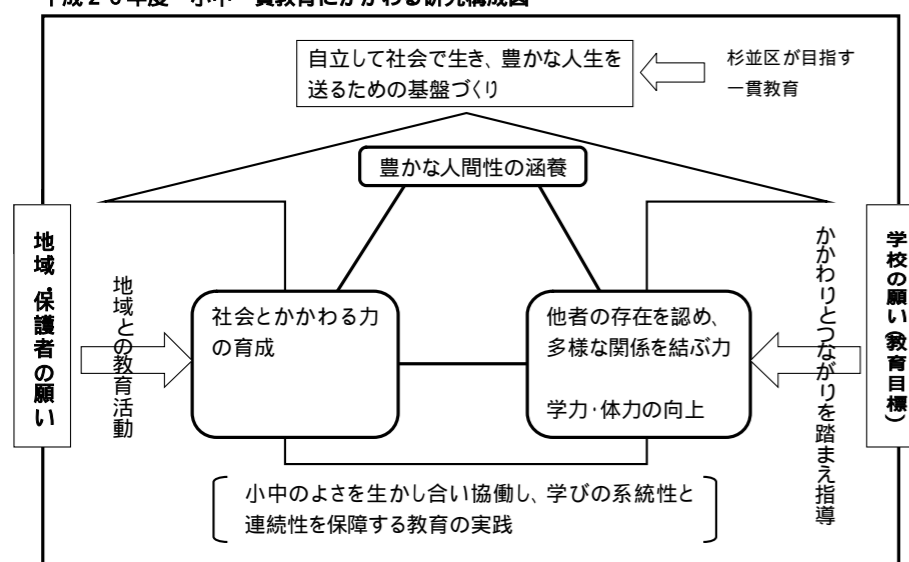 自立して社会で生き、豊かな人生を
送るための基盤づくり
杉並区が目指す
一貫教育
豊かな人間性の涵養
地域・保護者の願い
地域との教育活動
社会とかかわる力
の育成
他者の存在を認め、
多様な関係を結ぶ力
学力・体力の向上
かかわりとつながりを踏まえ指導
学校の願い(教育目標)
小中のよさを生かし合い協働し、学びの系統性と
連続性を保障する教育の実践